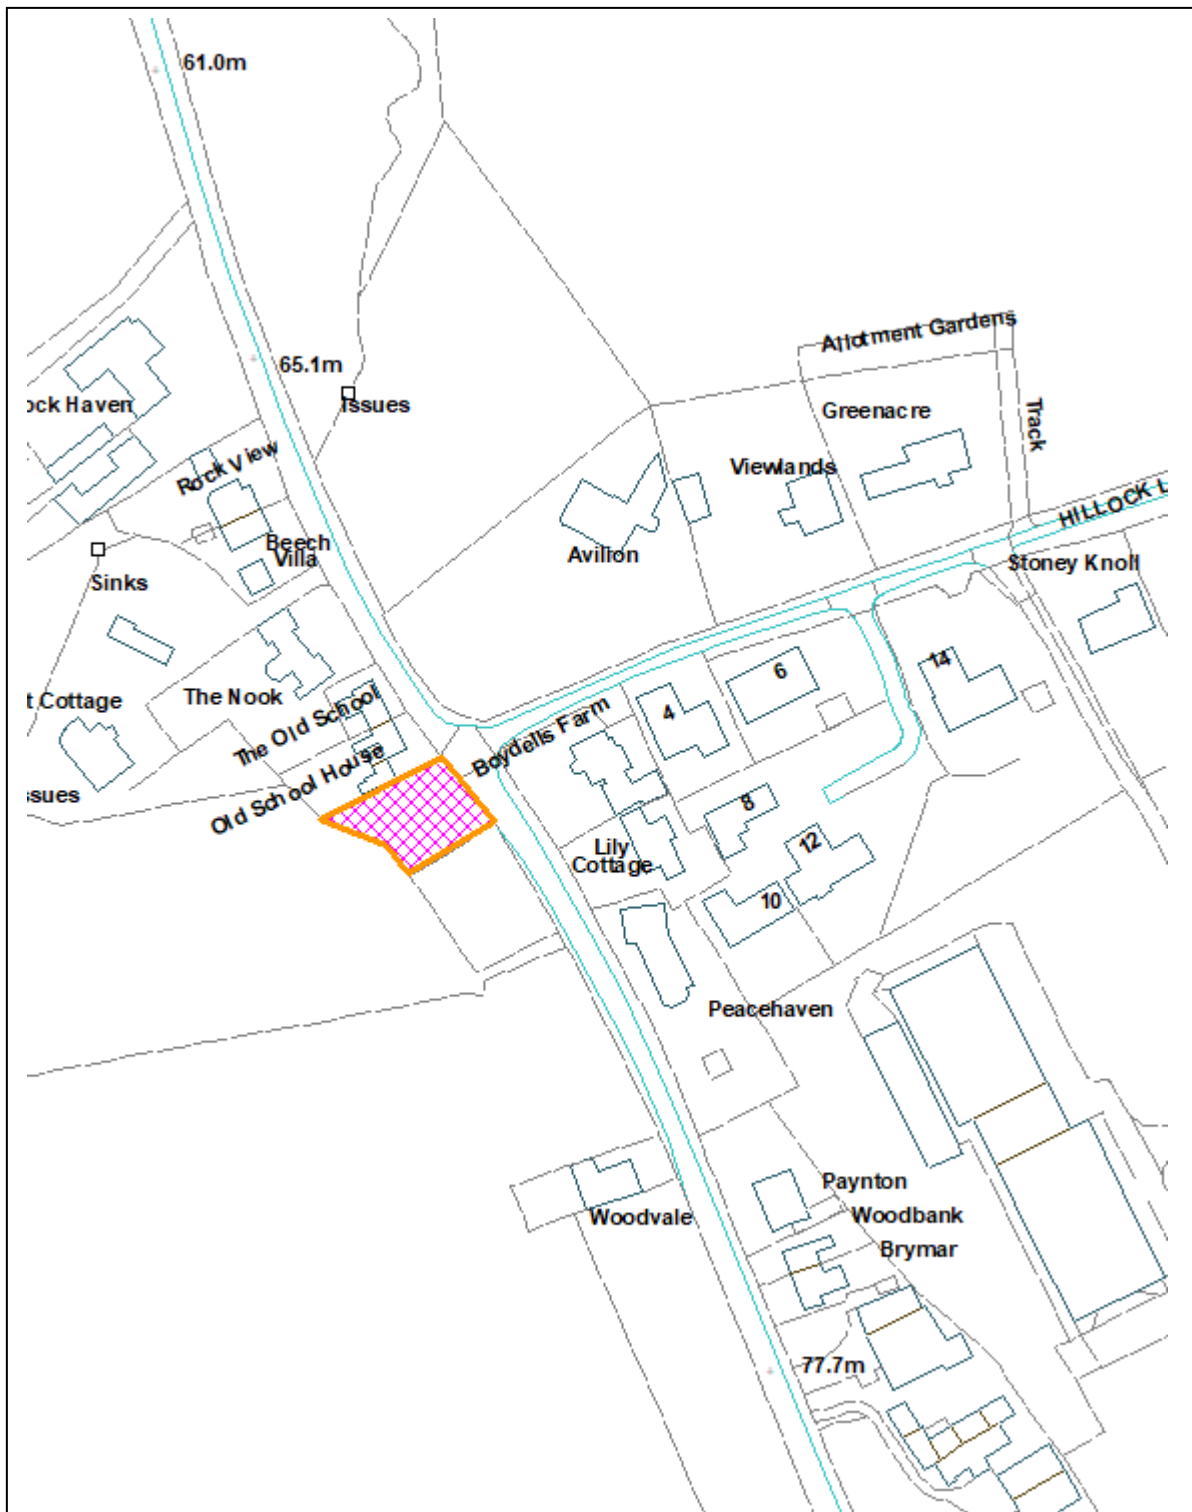 61.0m
65.1m
Issues
ock Haven
Rock View
Beech
Villa
Sinks
Allotment Gardens
Greenacre
Track
Viewlands
Avilion
HILLOCK L
Stoney Knoll
t Cottage
The Nook
The Old School
Old School House
ssues
Boydells Farm
4
6
14
8
12
10
Lily
Cottage
Peacehaven
Woodvale
Paynton
Woodbank
Brymar
77.7m